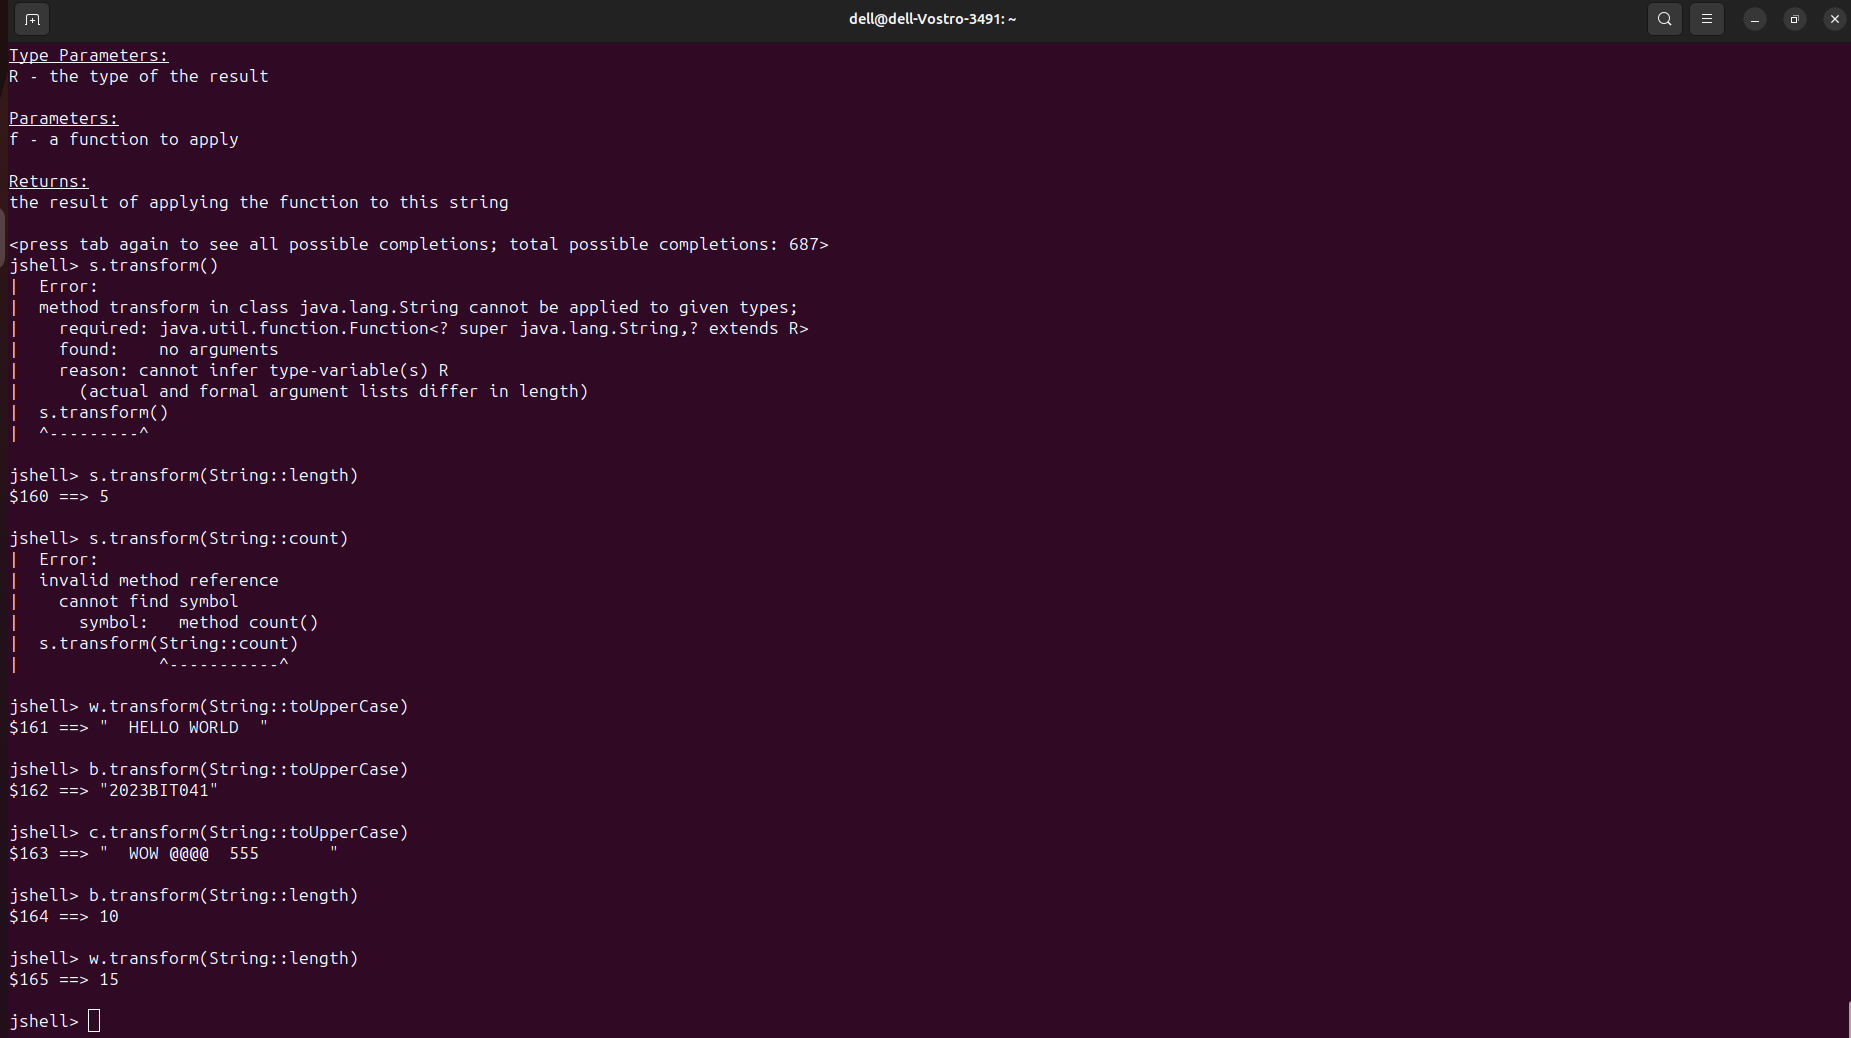 dell@dell-Vostro-3491: ~
Type Parameters:
R - the type of the result
Parameters:
f - a function to apply
Returns:
the result of applying the function to this string
<press tab again to see all possible completions; total possible completions: 687>
jshell> s.transform()
|  Error:
|  method transform in class java.lang.String cannot be applied to given types;
|    required: java.util.function.Function<? super java.lang.String,? extends R>
|    found:    no arguments
|    reason: cannot infer type-variable(s) R
|      (actual and formal argument lists differ in length)
|  s.transform()
|  ^---------^
jshell> s.transform(String::length)
$160 ==> 5
jshell> s.transform(String::count)
|  Error:
|  invalid method reference
|    cannot find symbol
|      symbol:   method count()
|  s.transform(String::count)
|              ^-----------^
jshell> w.transform(String::toUpperCase)
$161 ==> "  HELLO WORLD  "
jshell> b.transform(String::toUpperCase)
$162 ==> "2023BIT041"
jshell> c.transform(String::toUpperCase)
$163 ==> "  WOW @@@@  555       "
jshell> b.transform(String::length)
$164 ==> 10
jshell> w.transform(String::length)
$165 ==> 15
jshell>